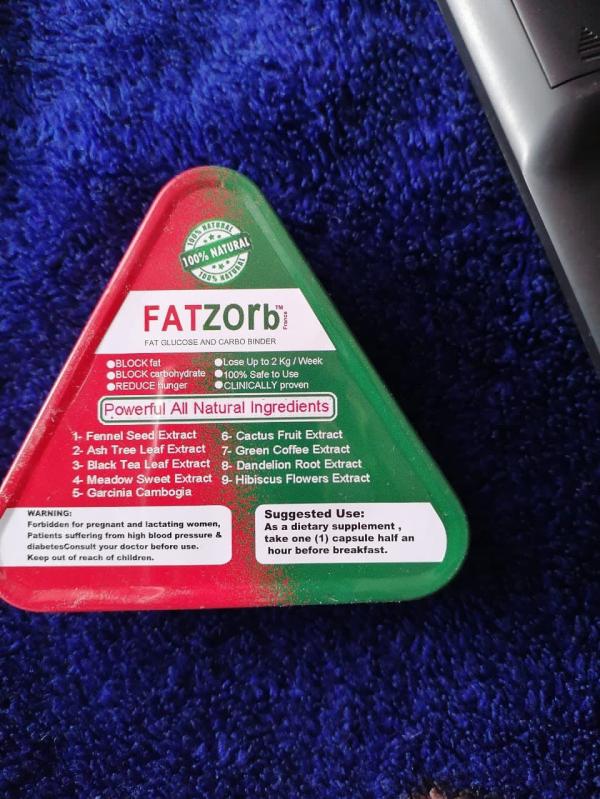 100% NATURAL
100% NATURAL
100% NATURAL
FATZOrb™
France
FAT GLUCOSE AND CARBO BINDER
●BLOCK fat
●BLOCK carbohydrate
●REDUCE hunger
●Lose Up to 2 Kg / Week
●100% Safe to Use
●CLINICALLY proven
Powerful All Natural Ingredients
1- Fennel Seed Extract
2- Ash Tree Leaf Extract
3- Black Tea Leaf Extract
4- Meadow Sweet Extract
5- Garcinia Cambogia
6- Cactus Fruit Extract
7- Green Coffee Extract
8- Dandelion Root Extract
9- Hibiscus Flowers Extract
WARNING:
Forbidden for pregnant and lactating women,
Patients suffering from high blood pressure &
diabetesConsult your doctor before use.
Keep out of reach of children.
Suggested Use:
As a dietary supplement ,
take one (1) capsule half an
hour before breakfast.